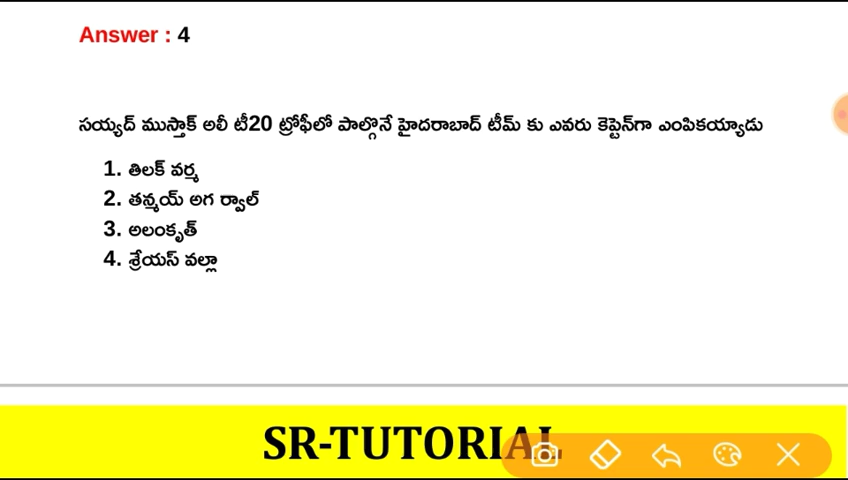 Answer : 4
సయ్యద్ ముస్తాక్ అలీ టీ20 ట్రోఫీలో పాల్గొనే హైదరాబాద్ టీమ్ కు ఎవరు కెప్టెన్‌గా ఎంపికయ్యాడు
1. తిలక్ వర్మ
2. తన్మయ్ అగ ర్వాల్
3. అలంకృత్
4. శ్రేయస్ వల్లా
SR-TUTORIAL